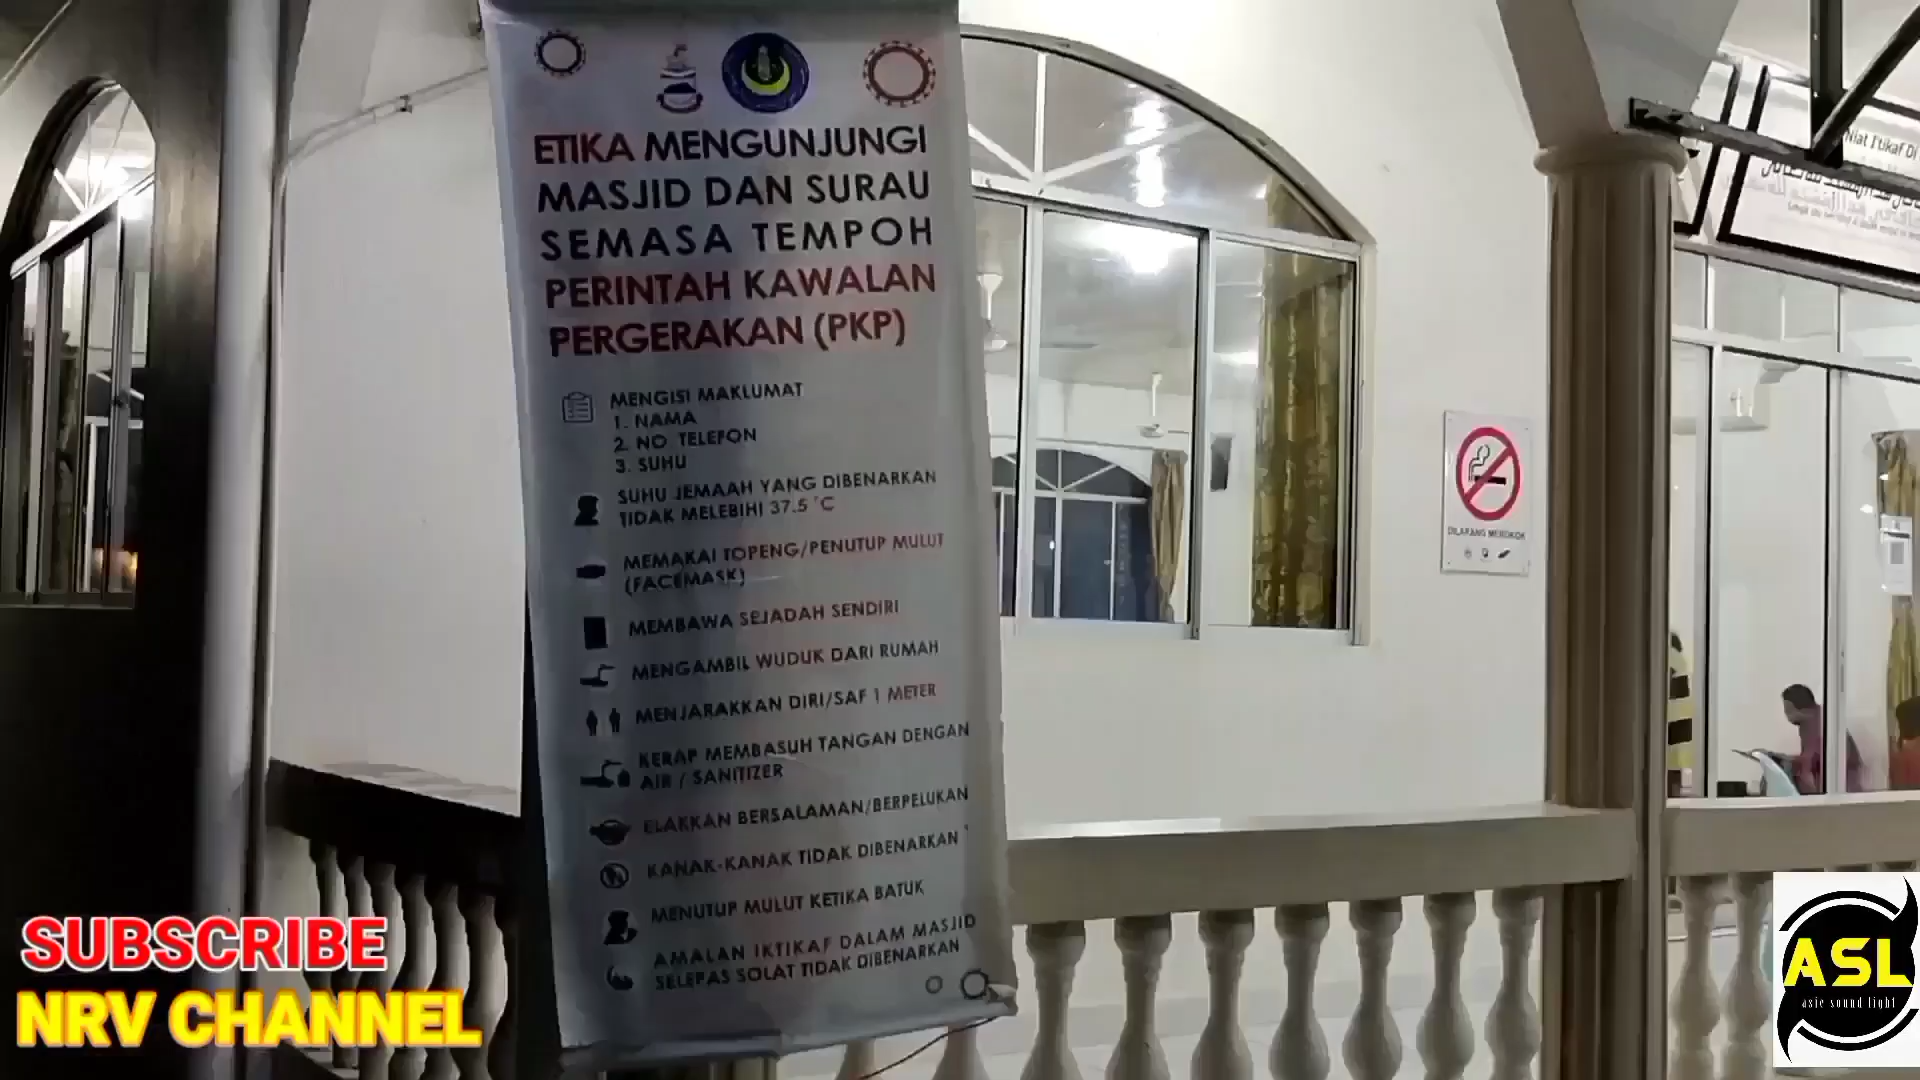 ETIKA MENGUNJUNGI
MASJID DAN SURAU
SEMASA TEMPOH
PERINTAH KAWALAN
PERGERAKAN (PKP)
MENGISI MAKLUMAT
1. NAMA
2. NO TELEFON
3. SUHU
SUHU JEMAAH YANG DIBENARKAN
TIDAK MELEBIHI 37.5 °C
MEMAKAI TOPENG/PENUTUP MULUT
(FACEMASK)
MEMBAWA SEJADAH SENDIRI
MENGAMBIL WUDUK DARI RUMAH
MENJARAKKAN DIRI/SAF 1 METER
KERAP MEMBASUH TANGAN DENGAN
AIR / SANITIZER
ELAKKAN BERSALAMAN/BERPELUKAN
KANAK-KANAK TIDAK DIBENARKAN
MENUTUP MULUT KETIKA BATUK
AMALAN IKTIKAF DALAM MASJID
SELEPAS SOLAT TIDAK DIBENARKAN
DILARANG MEROKOK
Niat I'tikaf Di
SUBSCRIBE
NRV CHANNEL
ASL
asie sound light